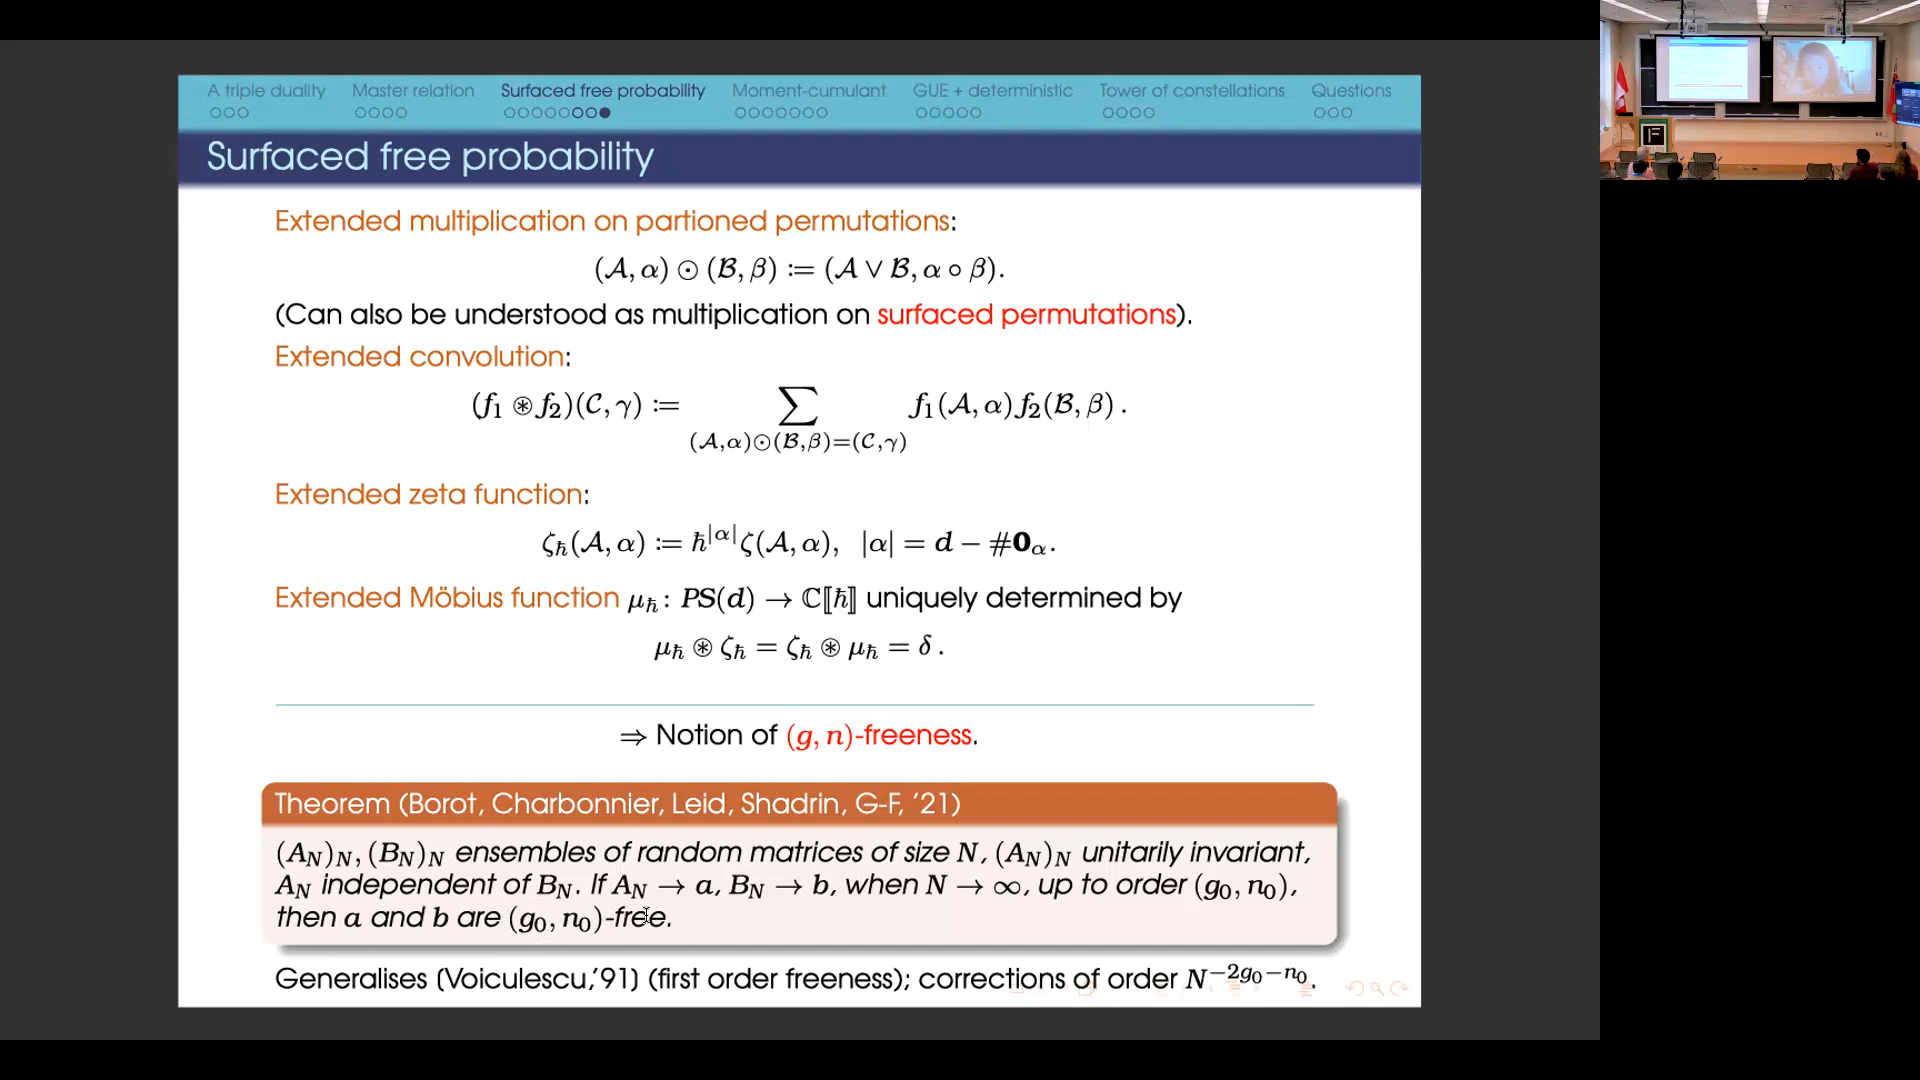 A triple duality Master relation Surfaced free probability Moment-cumulant GUE + deterministic Tower of constellations Questions
Surfaced free probability
Extended multiplication on partioned permutations:
(𝒜, α) ⊙ (ℬ, β) ≔ (𝒜 ∨ ℬ, α ∘ β).
(Can also be understood as multiplication on surfaced permutations).
Extended convolution:
(f₁ ⊛ f₂)(𝒞, γ) ≔ ∑ f₁(𝒜, α) f₂(ℬ, β) .
(𝒜,α)⊙(ℬ,β)=(𝒞,γ)
Extended zeta function:
ζ_ħ(𝒜, α) ≔ ħ^{|α|} ζ(𝒜, α), |α| = d − #𝟎_α.
Extended Möbius function μ_ħ : PS(d) → ℂ⟦ħ⟧ uniquely determined by
μ_ħ ⊛ ζ_ħ = ζ_ħ ⊛ μ_ħ = δ .
⇒ Notion of (g, n)-freeness.
Theorem (Borot, Charbonnier, Leid, Shadrin, G-F, ’21)
(A_N)_N, (B_N)_N ensembles of random matrices of size N, (A_N)_N unitarily invariant,
A_N independent of B_N. If A_N → a, B_N → b, when N → ∞, up to order (g₀, n₀),
then a and b are (g₀, n₀)-free.
Generalises (Voiculescu,’91) (first order freeness); corrections of order N^{−2g₀−n₀}.